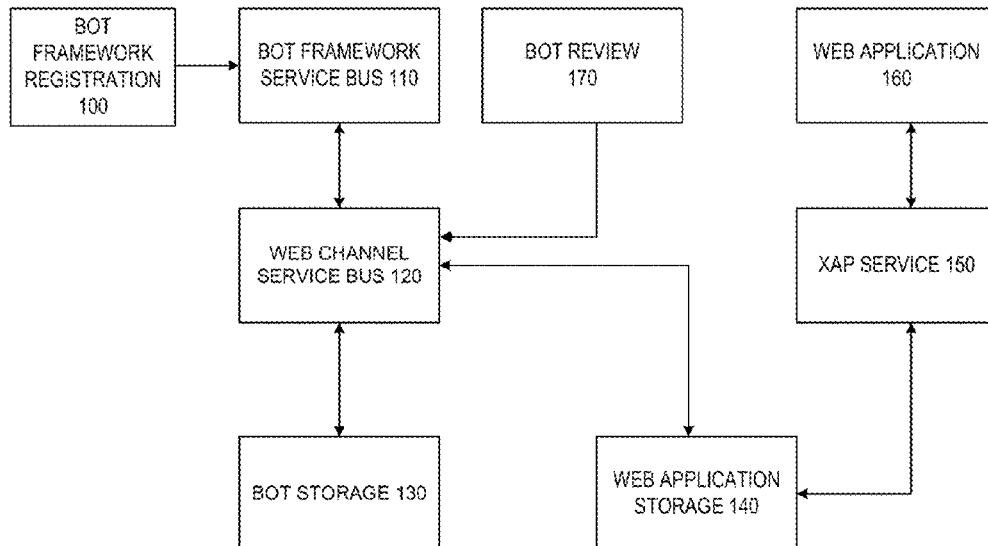 BOT
FRAMEWORK
REGISTRATION
100
BOT FRAMEWORK
SERVICE BUS 110
BOT REVIEW
170
WEB APPLICATION
160
WEB CHANNEL
SERVICE BUS 120
XAP SERVICE 150
BOT STORAGE 130
WEB APPLICATION
STORAGE 140